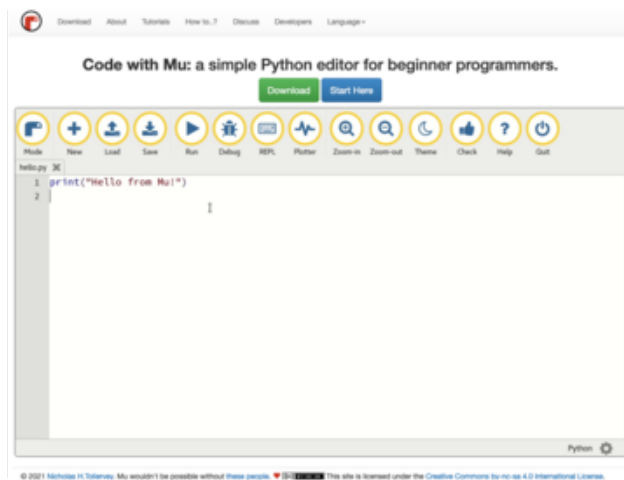 Download About Tutorials How to..? Discuss Developers Language
Code with Mu: a simple Python editor for beginner programmers.
Download Start Here
Mode New Load Save Run Debug REPL Plotter Zoom-in Zoom-out Theme Check Help Quit
hello.py
1 print("Hello from Mu!")
2
Python
© 2021 Nicholas H.Tollervey. Mu wouldn't be possible without these people. This site is licensed under the Creative Commons by-nc-sa 4.0 International License.